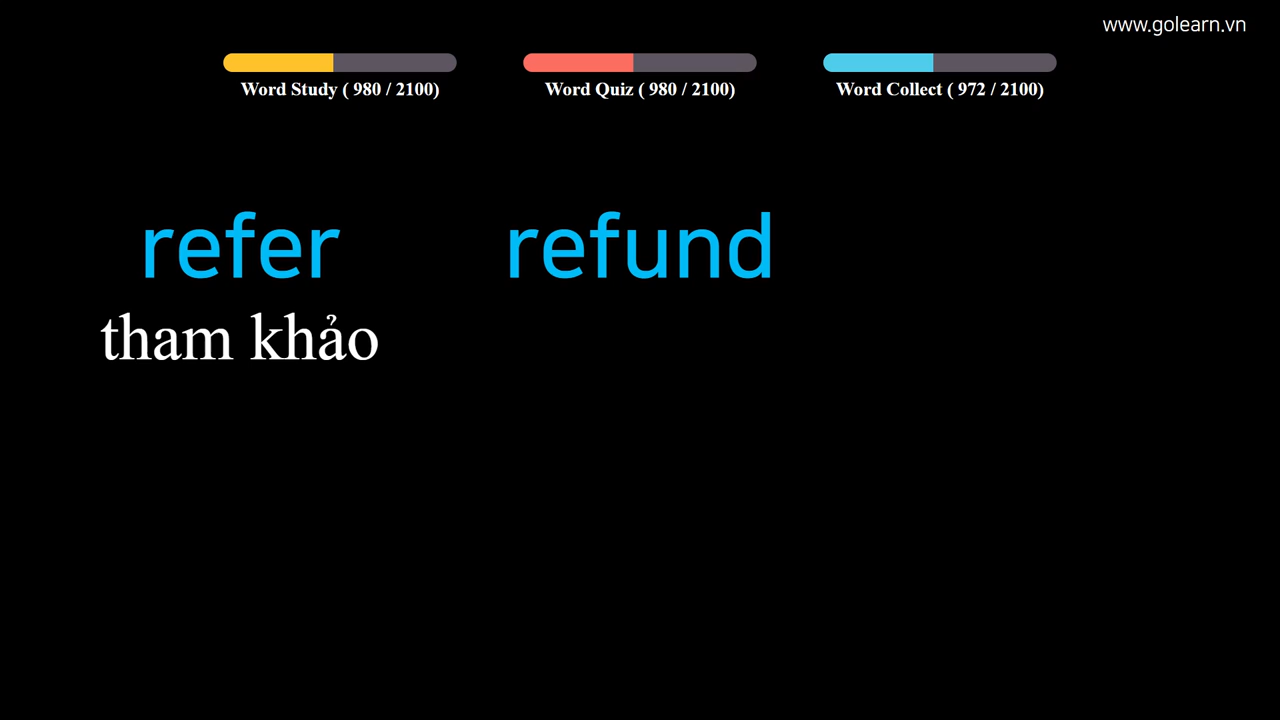 www.golearn.vn
Word Study ( 980 / 2100)
Word Quiz ( 980 / 2100)
Word Collect ( 972 / 2100)
refer
refund
tham khảo